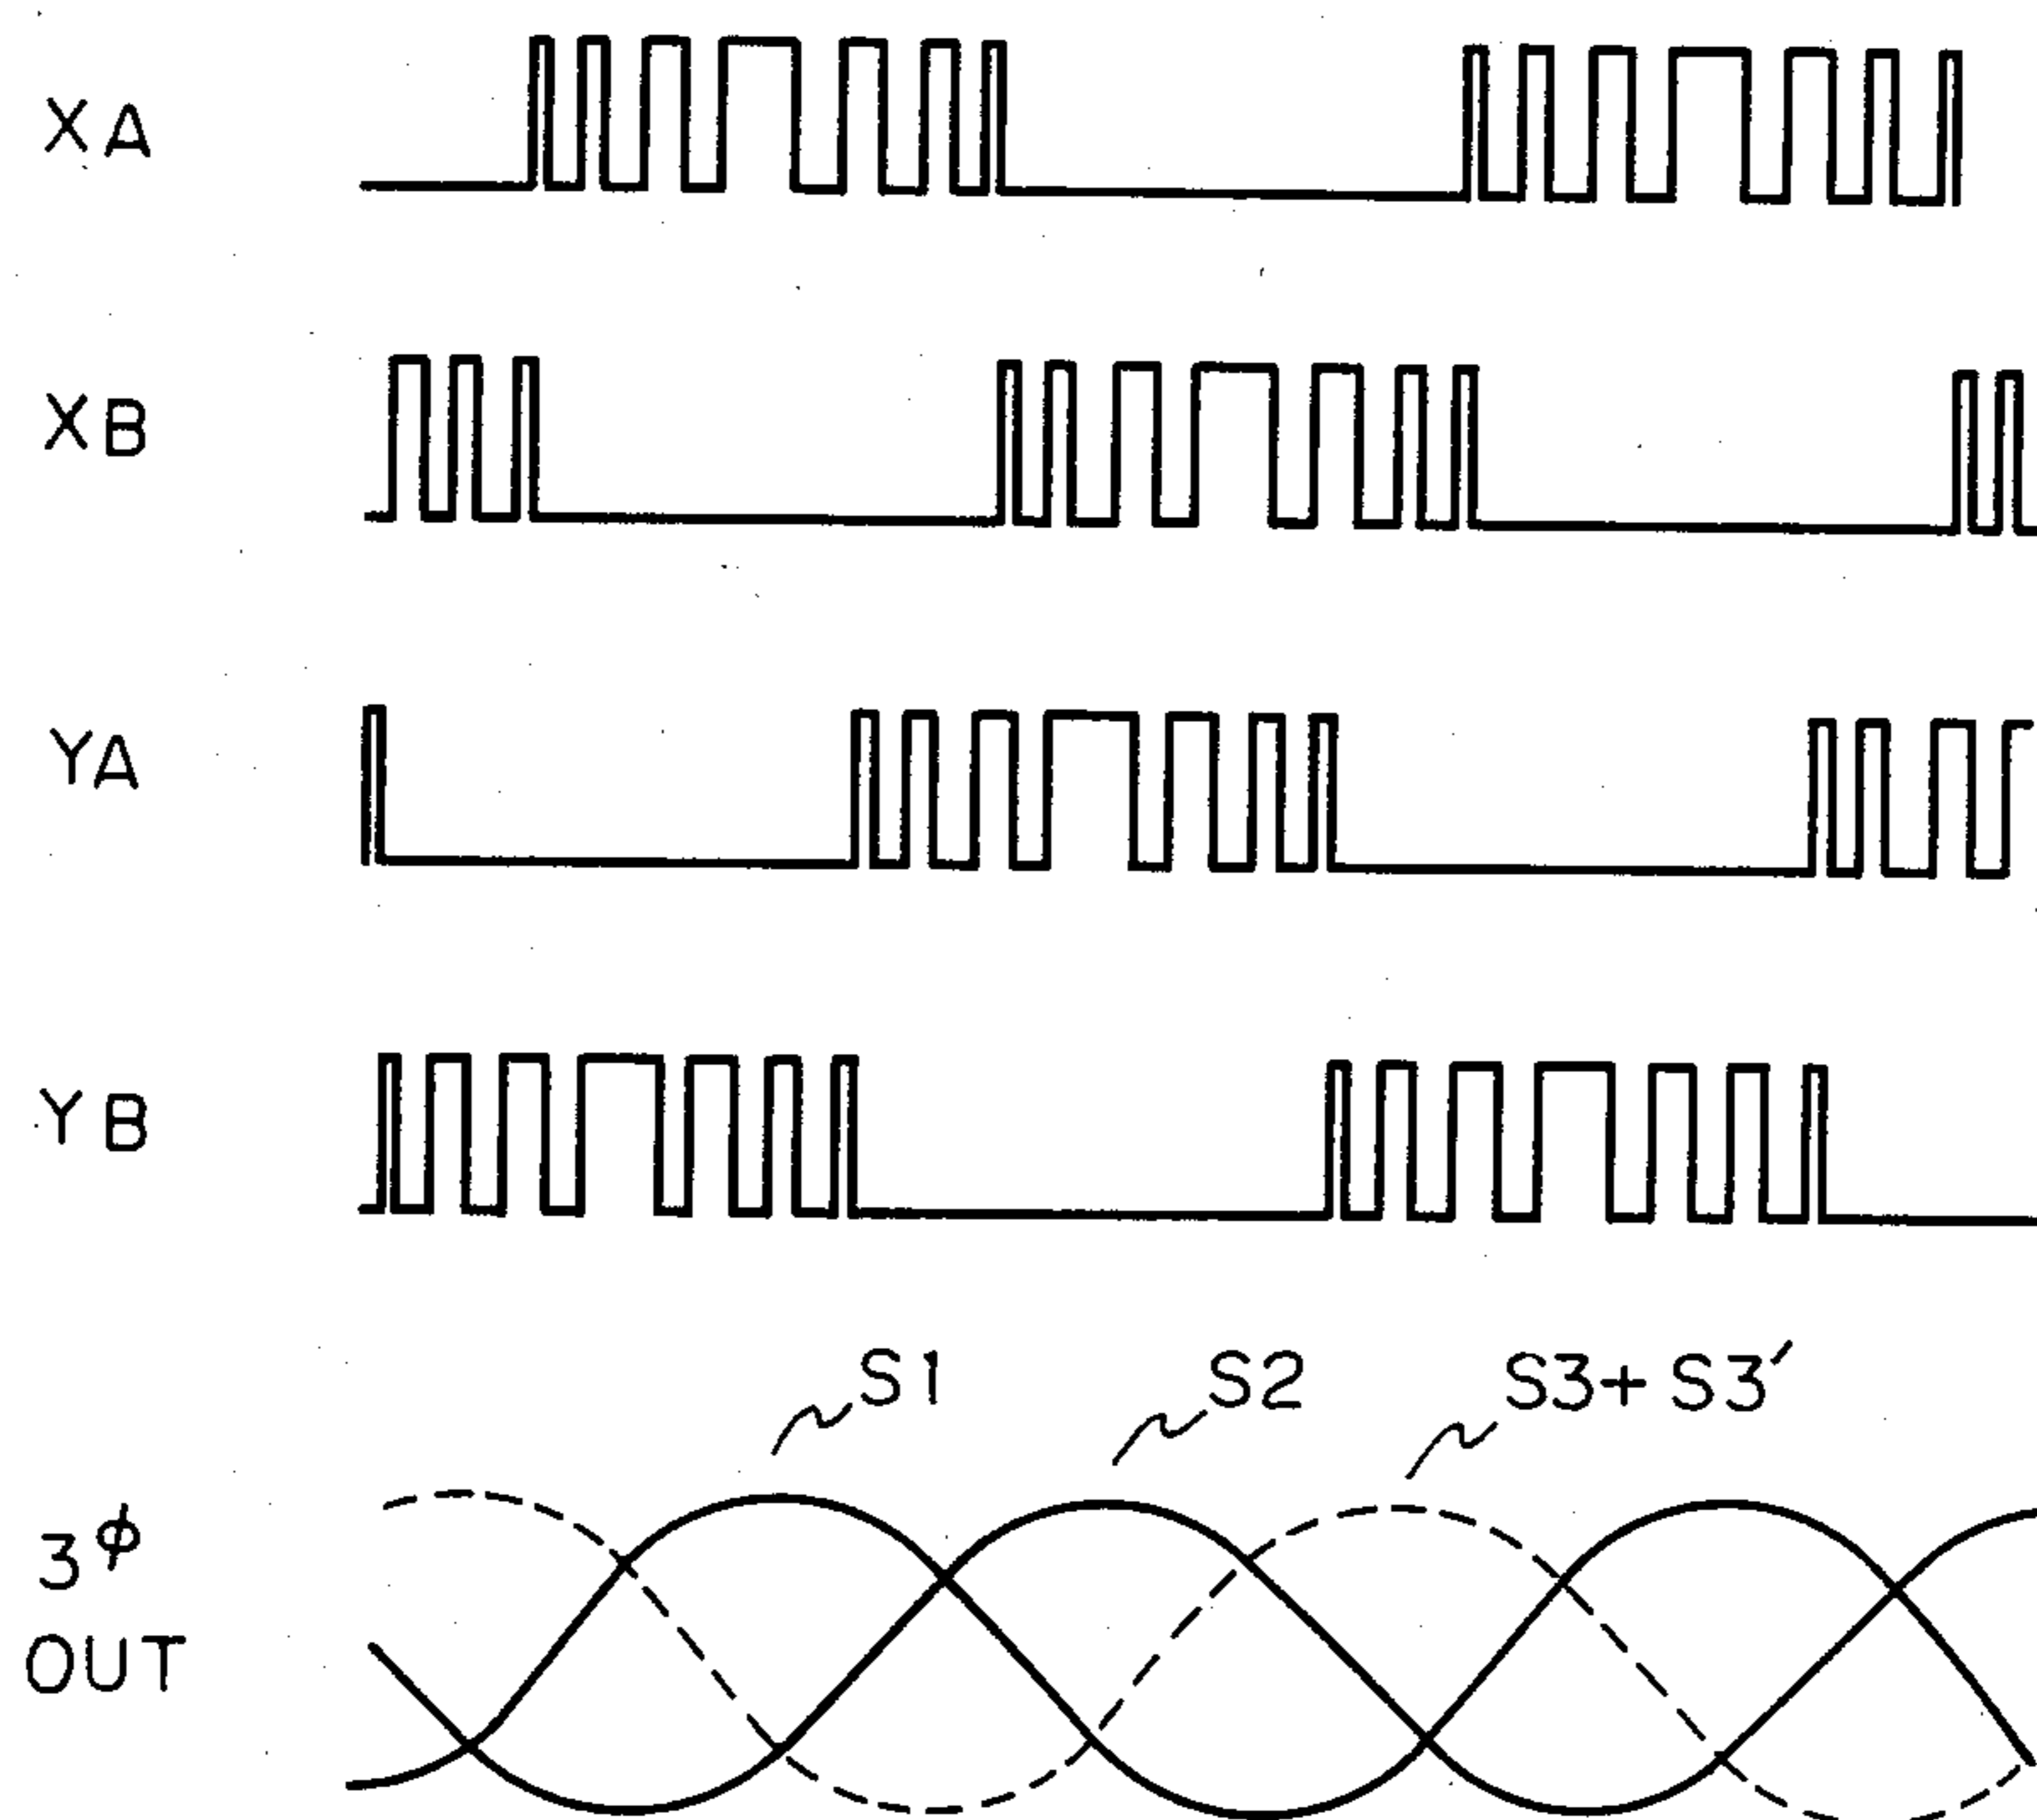 XA
XB
YA
YB
S1 S2 S3+S3′
3ϕ
OUT